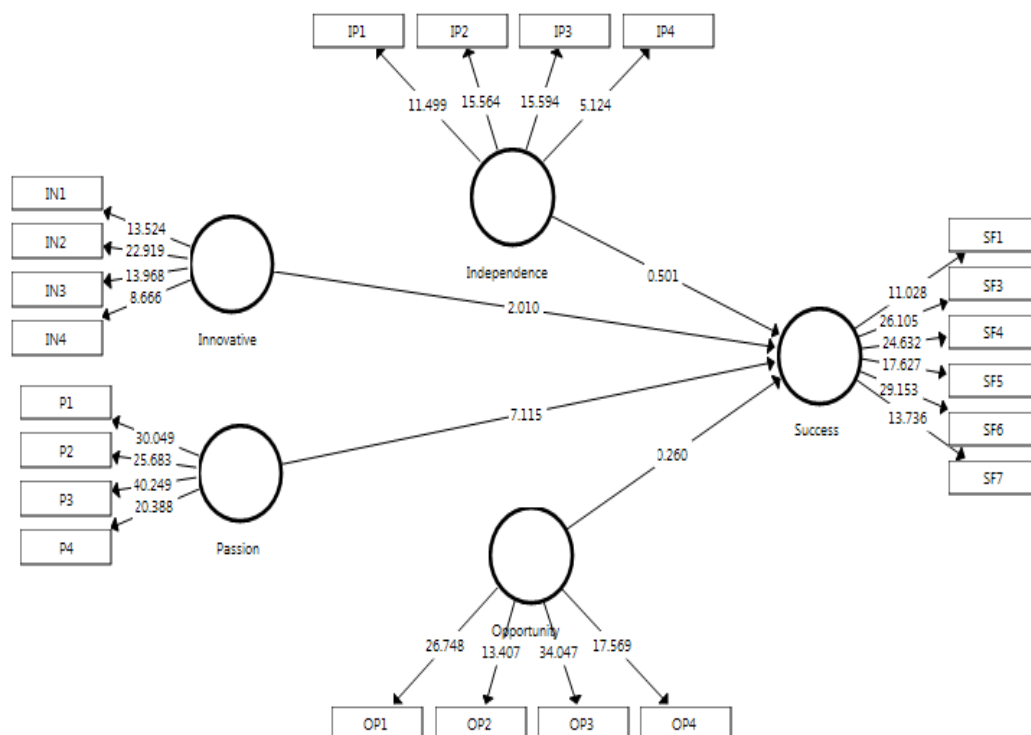 IP1 IP2 IP3 IP4
11.499 15.564 15.594 5.124
Independence
IN1
IN2
IN3
IN4
13.524
22.919
13.968
8.666
Innovative
0.501
2.010
P1
P2
P3
P4
30.049
25.683
40.249
20.388
Passion
7.115
0.260
SF1
SF3
SF4
SF5
SF6
SF7
11.028
26.105
24.632
17.627
29.153
13.736
Success
Opportunity
26.748 13.407 34.047 17.569
OP1 OP2 OP3 OP4